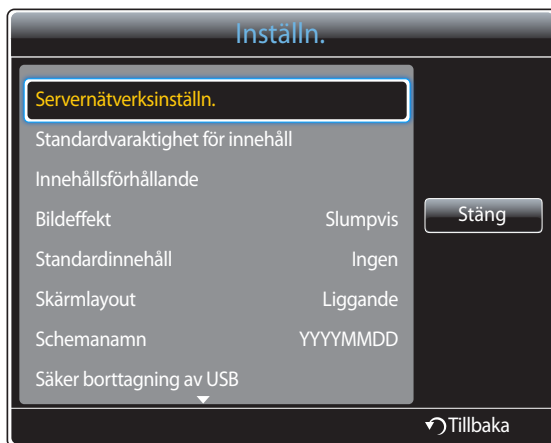 Inställn.
Servernätverksinställn.
Standardvaraktighet för innehåll
Innehållsförhållande
Bildeffekt Slumpvis
Stäng
Standardinnehåll Ingen
Skärmlayout Liggande
Schemanamn YYYYMMDD
Säker borttagning av USB
Tillbaka